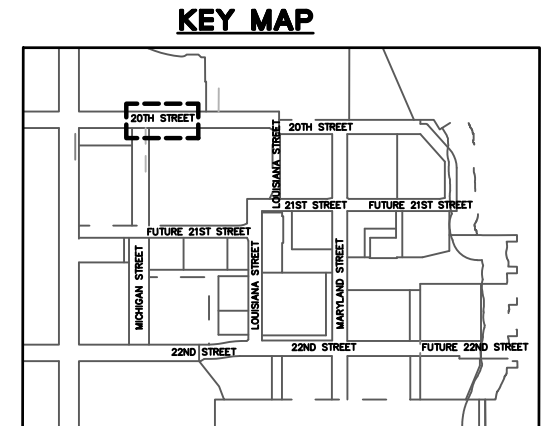 KEY MAP
20TH STREET
20TH STREET
LOUISIANA STREET
21ST STREET
FUTURE 21ST STREET
FUTURE 21ST STREET
MICHIGAN STREET
LOUISIANA STREET
MARYLAND STREET
22ND STREET
22ND STREET
FUTURE 22ND STREET